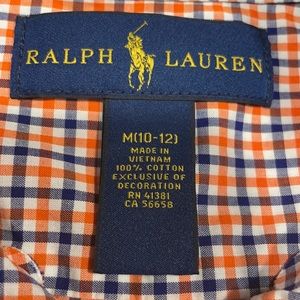 RALPH LAUREN
M(10-12)
MADE IN
VIETNAM
100% COTTON
EXCLUSIVE OF
DECORATION
RN 41381
CA 56658